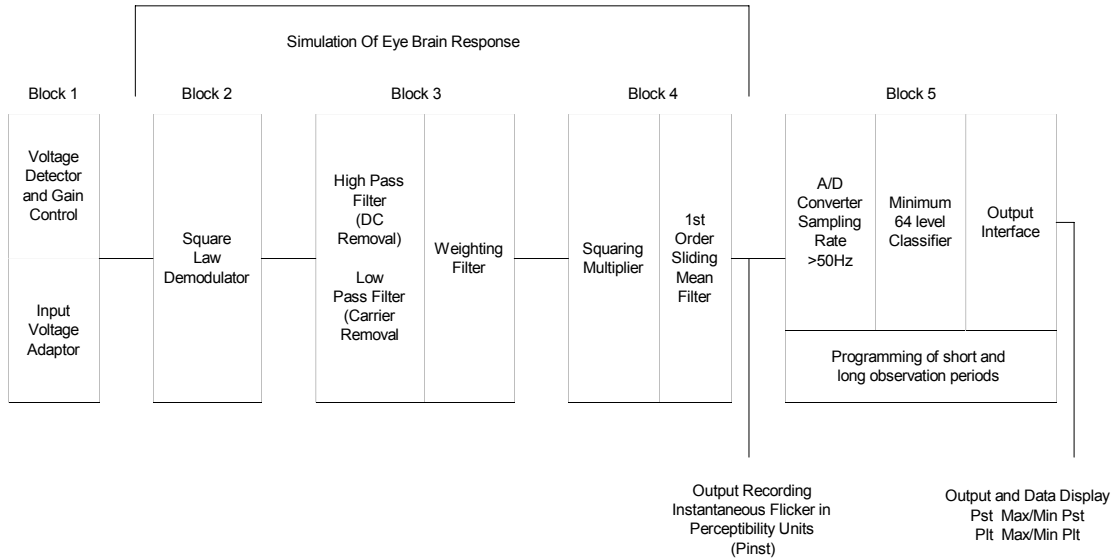 Simulation Of Eye Brain Response
Block 1
Block 2
Block 3
Block 4
Block 5
Voltage
Detector
and Gain
Control
Input
Voltage
Adaptor
Square
Law
Demodulator
High Pass
Filter
(DC
Removal)
Low
Pass Filter
(Carrier
Removal
Weighting
Filter
Squaring
Multiplier
1st
Order
Sliding
Mean
Filter
A/D
Converter
Sampling
Rate
>50Hz
Minimum
64 level
Classifier
Output
Interface
Programming of short and
long observation periods
Output Recording
Instantaneous Flicker in
Perceptibility Units
(Pinst)
Output and Data Display
Pst Max/Min Pst
Plt Max/Min Plt